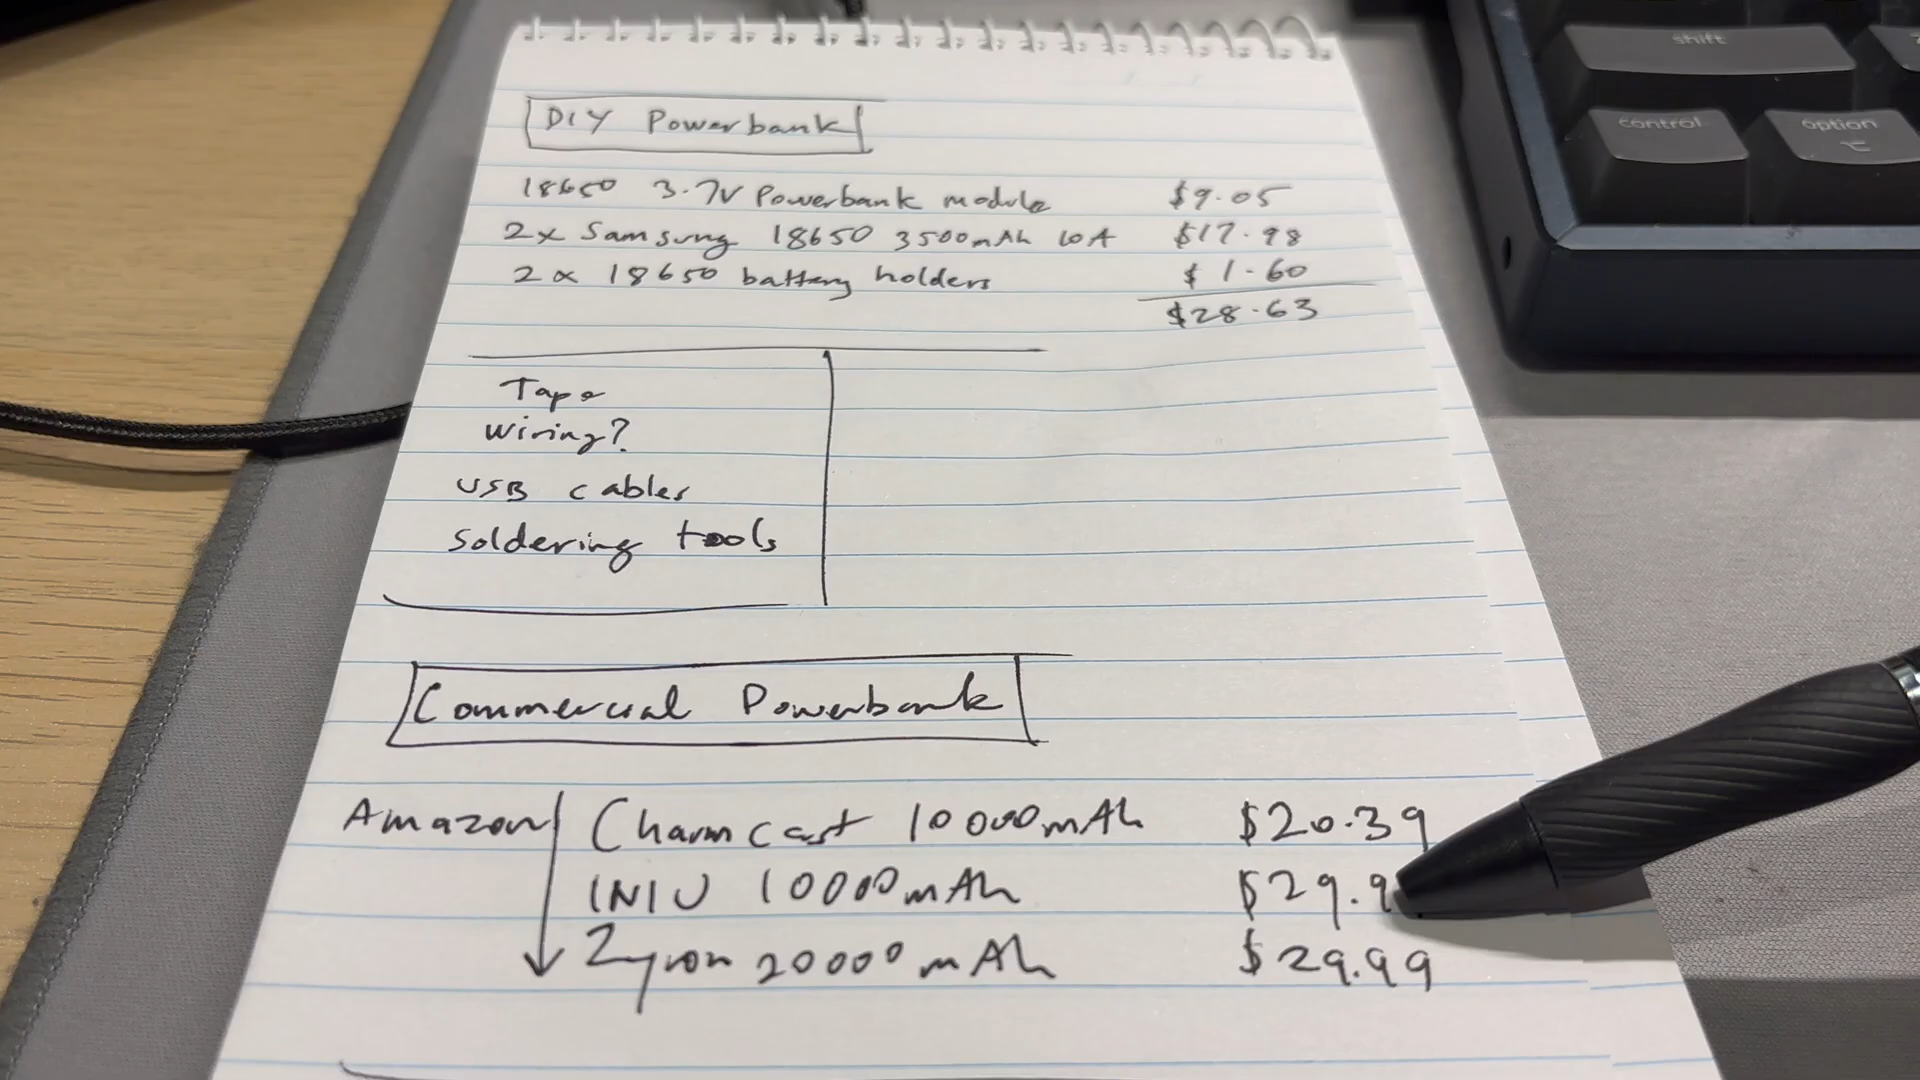 DIY Powerbank
18650 3.7V Powerbank module $9.05
2x Samsung 18650 3500mAh 10A $17.98
2x 18650 battery holders $1.60
$28.63
Tape
wiring?
USB cables
soldering tools
Commercial Powerbank
Amazon Charmcast 10000mAh $20.39
INIU 10000mAh $29.9
Zyron 20000mAh $29.99
shift
control
option